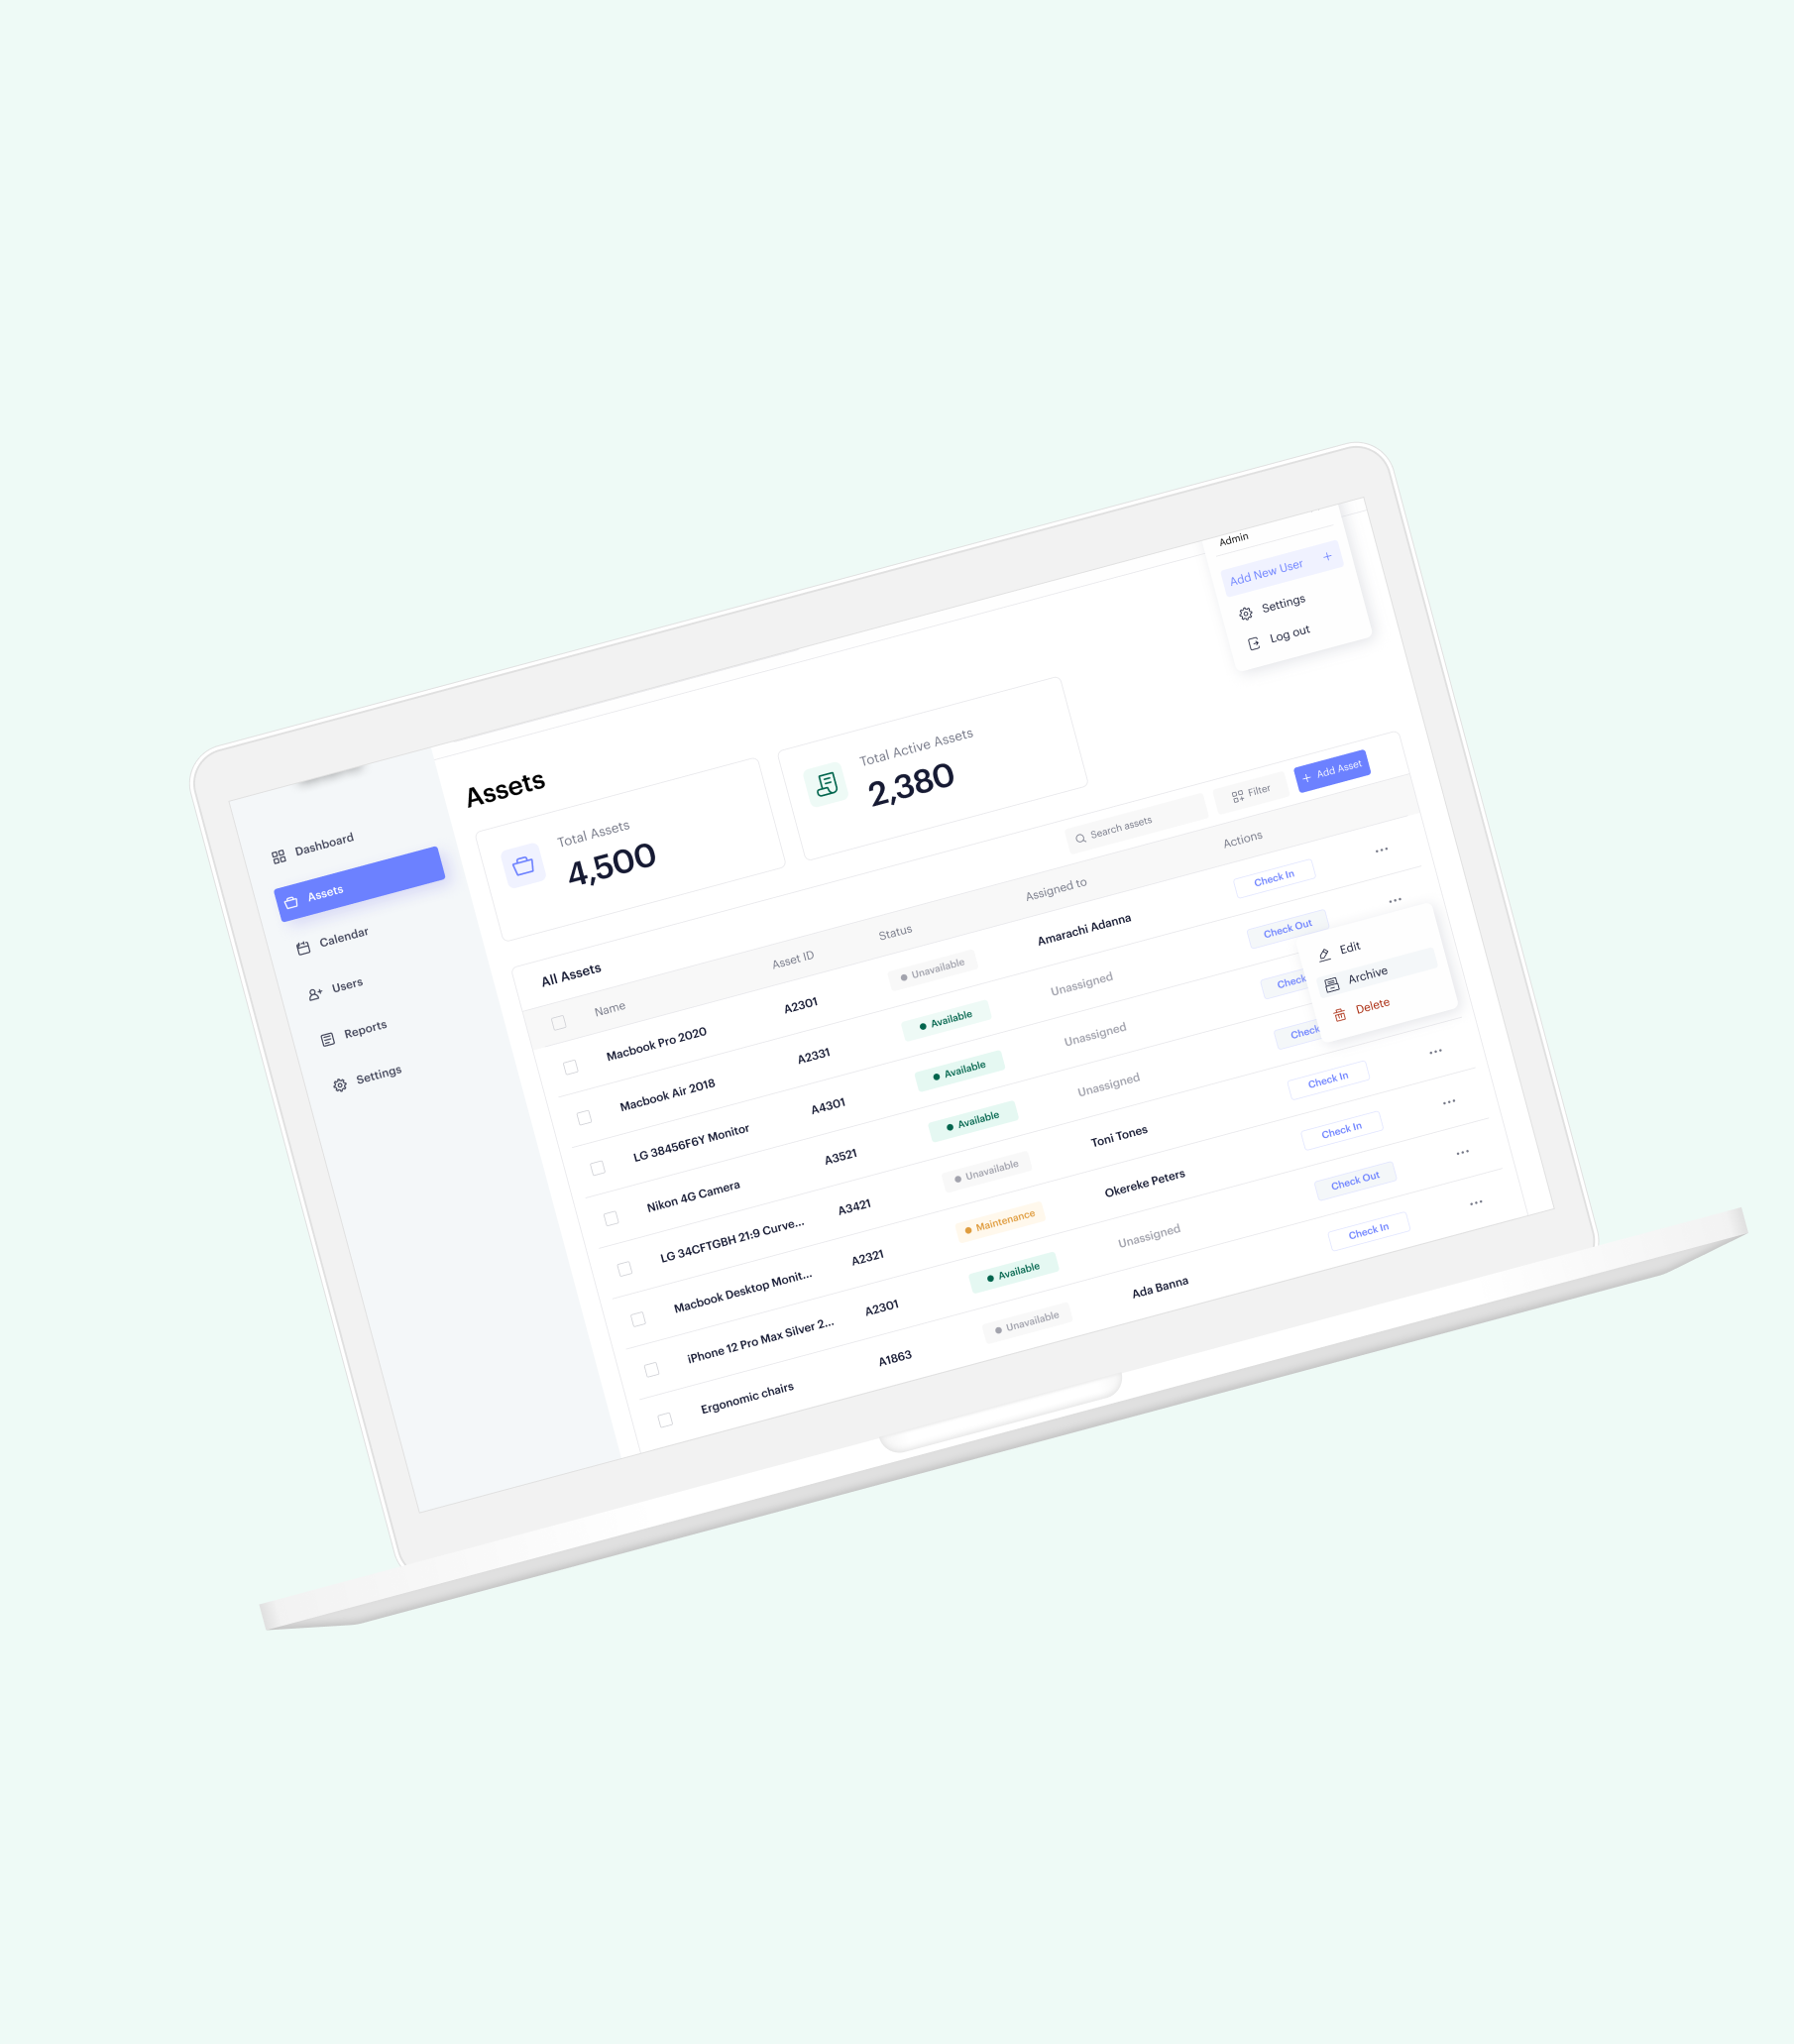 Admin
Add New User +
Settings
Log out
Dashboard
Assets
Calendar
Users
Reports
Settings
Assets
Total Assets
4,500
Total Active Assets
2,380
All Assets
Search assets
Filter
+ Add Asset
Name Asset ID Status Assigned to Actions
Macbook Pro 2020 A2301 Unavailable Amarachi Adanna Check In ...
Macbook Air 2018 A2331 Available Unassigned Check Out ...
LG 38456F6Y Monitor A4301 Available Unassigned Check
Nikon 4G Camera A3521 Available Unassigned Check
LG 34CFTGBH 21:9 Curve... A3421 Unavailable Toni Tones Check In ...
Macbook Desktop Monit... A2321 Maintenance Okereke Peters Check In ...
iPhone 12 Pro Max Silver 2... A2301 Available Unassigned Check Out ...
Ergonomic chairs A1863 Unavailable Ada Banna Check In ...
Edit
Archive
Delete